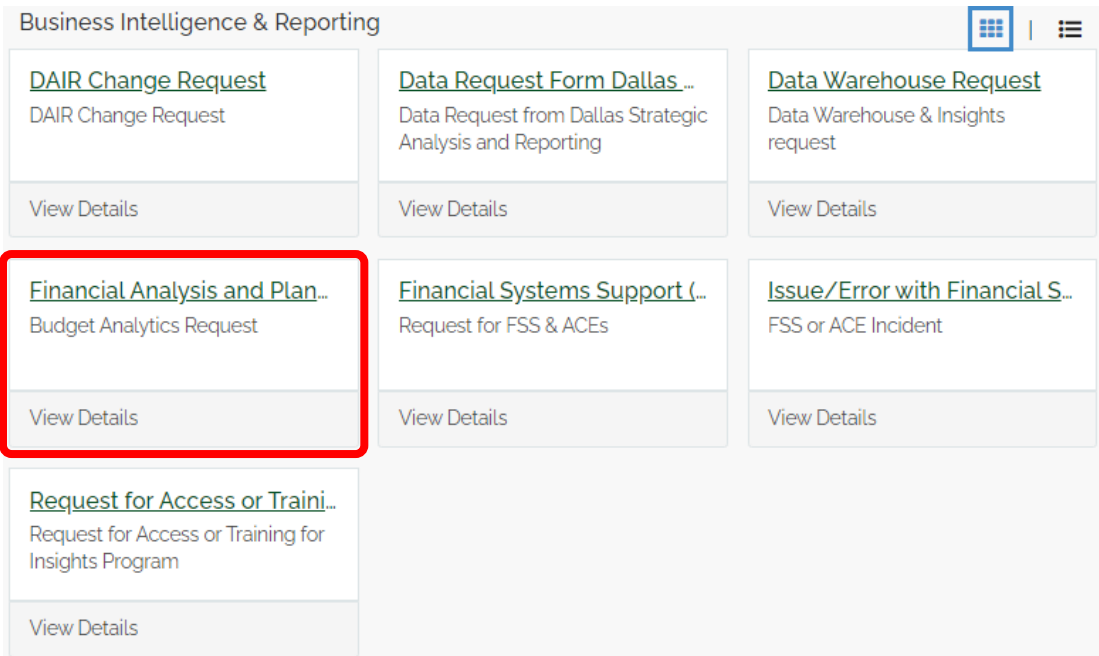 Business Intelligence & Reporting
|
DAIR Change Request
DAIR Change Request
View Details
Data Request Form Dallas ...
Data Request from Dallas Strategic
Analysis and Reporting
View Details
Data Warehouse Request
Data Warehouse & Insights
request
View Details
Financial Analysis and Plan...
Budget Analytics Request
View Details
Financial Systems Support (...
Request for FSS & ACEs
View Details
Issue/Error with Financial S...
FSS or ACE Incident
View Details
Request for Access or Traini...
Request for Access or Training for
Insights Program
View Details